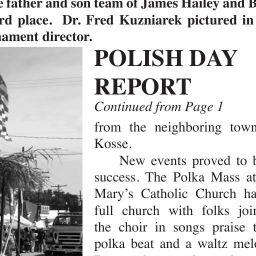 father and son team of James Hailey and B
rd place. Dr. Fred Kuzniarek pictured in
nament director.
POLISH DAY
REPORT
Continued from Page 1
from the neighboring town
Kosse.
New events proved to b
success. The Polka Mass at
Mary's Catholic Church ha
full church with folks join
the choir in songs praise t
polka beat and a waltz melo